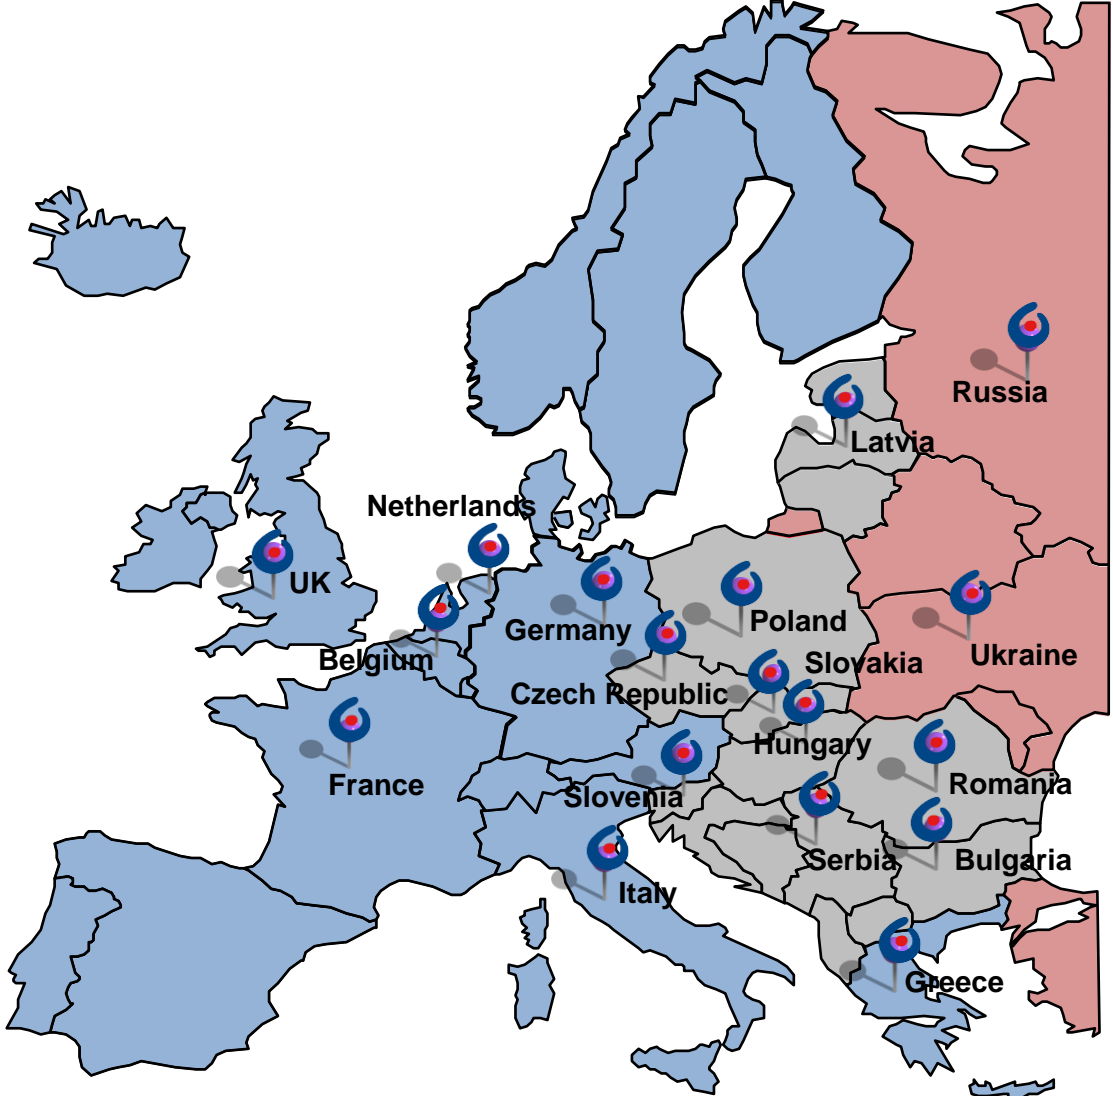 Russia
Latvia
Netherlands
UK
Germany
Poland
Belgium
Slovakia
Ukraine
Czech Republic
Hungary
France
Slovenia
Romania
Serbia
Bulgaria
Italy
Greece